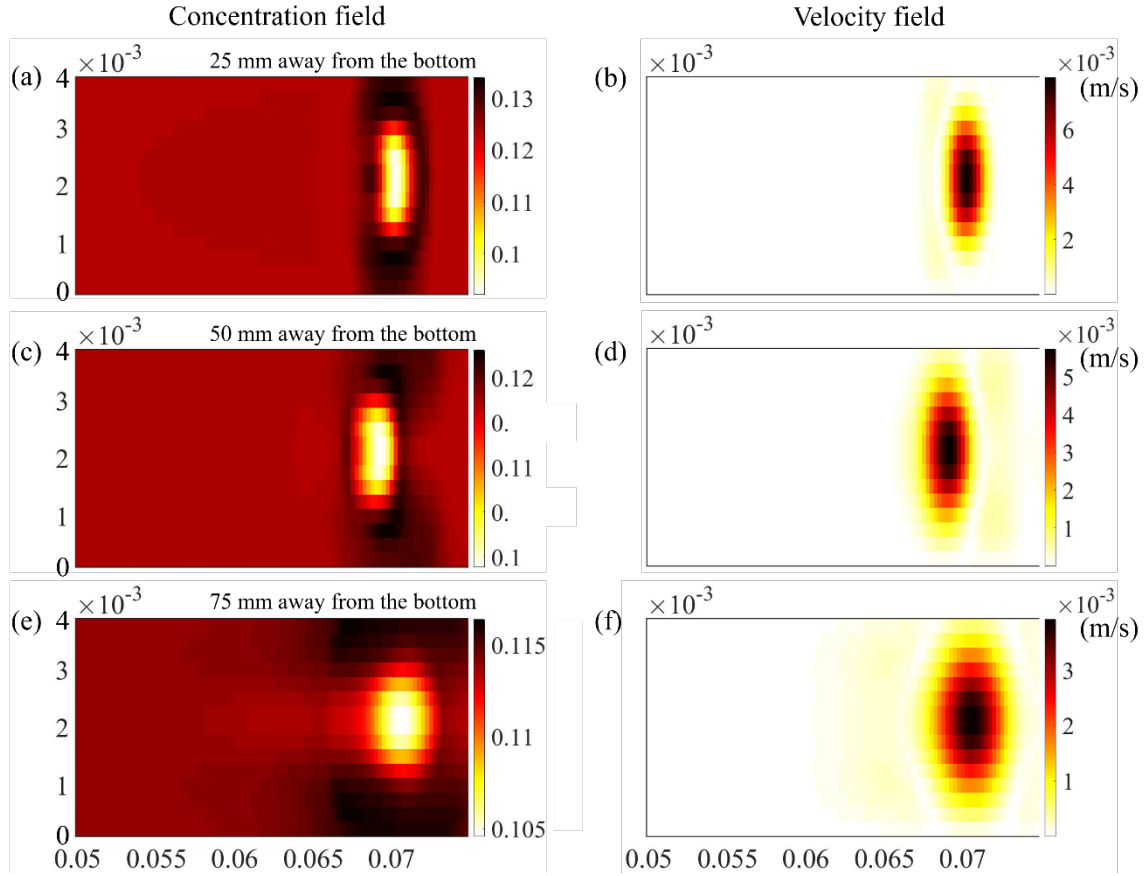 Concentration field
Velocity field
(a)
×10-3
25 mm away from the bottom
4
3
2
1
0
0.13
0.12
0.11
0.1
(b)
×10-3
×10-3
(m/s)
6
4
2
(c)
×10-3
50 mm away from the bottom
4
3
2
1
0
0.12
0.
0.11
0.
0.1
(d)
×10-3
×10-3
(m/s)
5
4
3
2
1
(e)
×10-3
75 mm away from the bottom
4
3
2
1
0
0.115
0.11
0.105
0.05 0.055 0.06 0.065 0.07
(f)
×10-3
×10-3
(m/s)
3
2
1
0.05 0.055 0.06 0.065 0.07